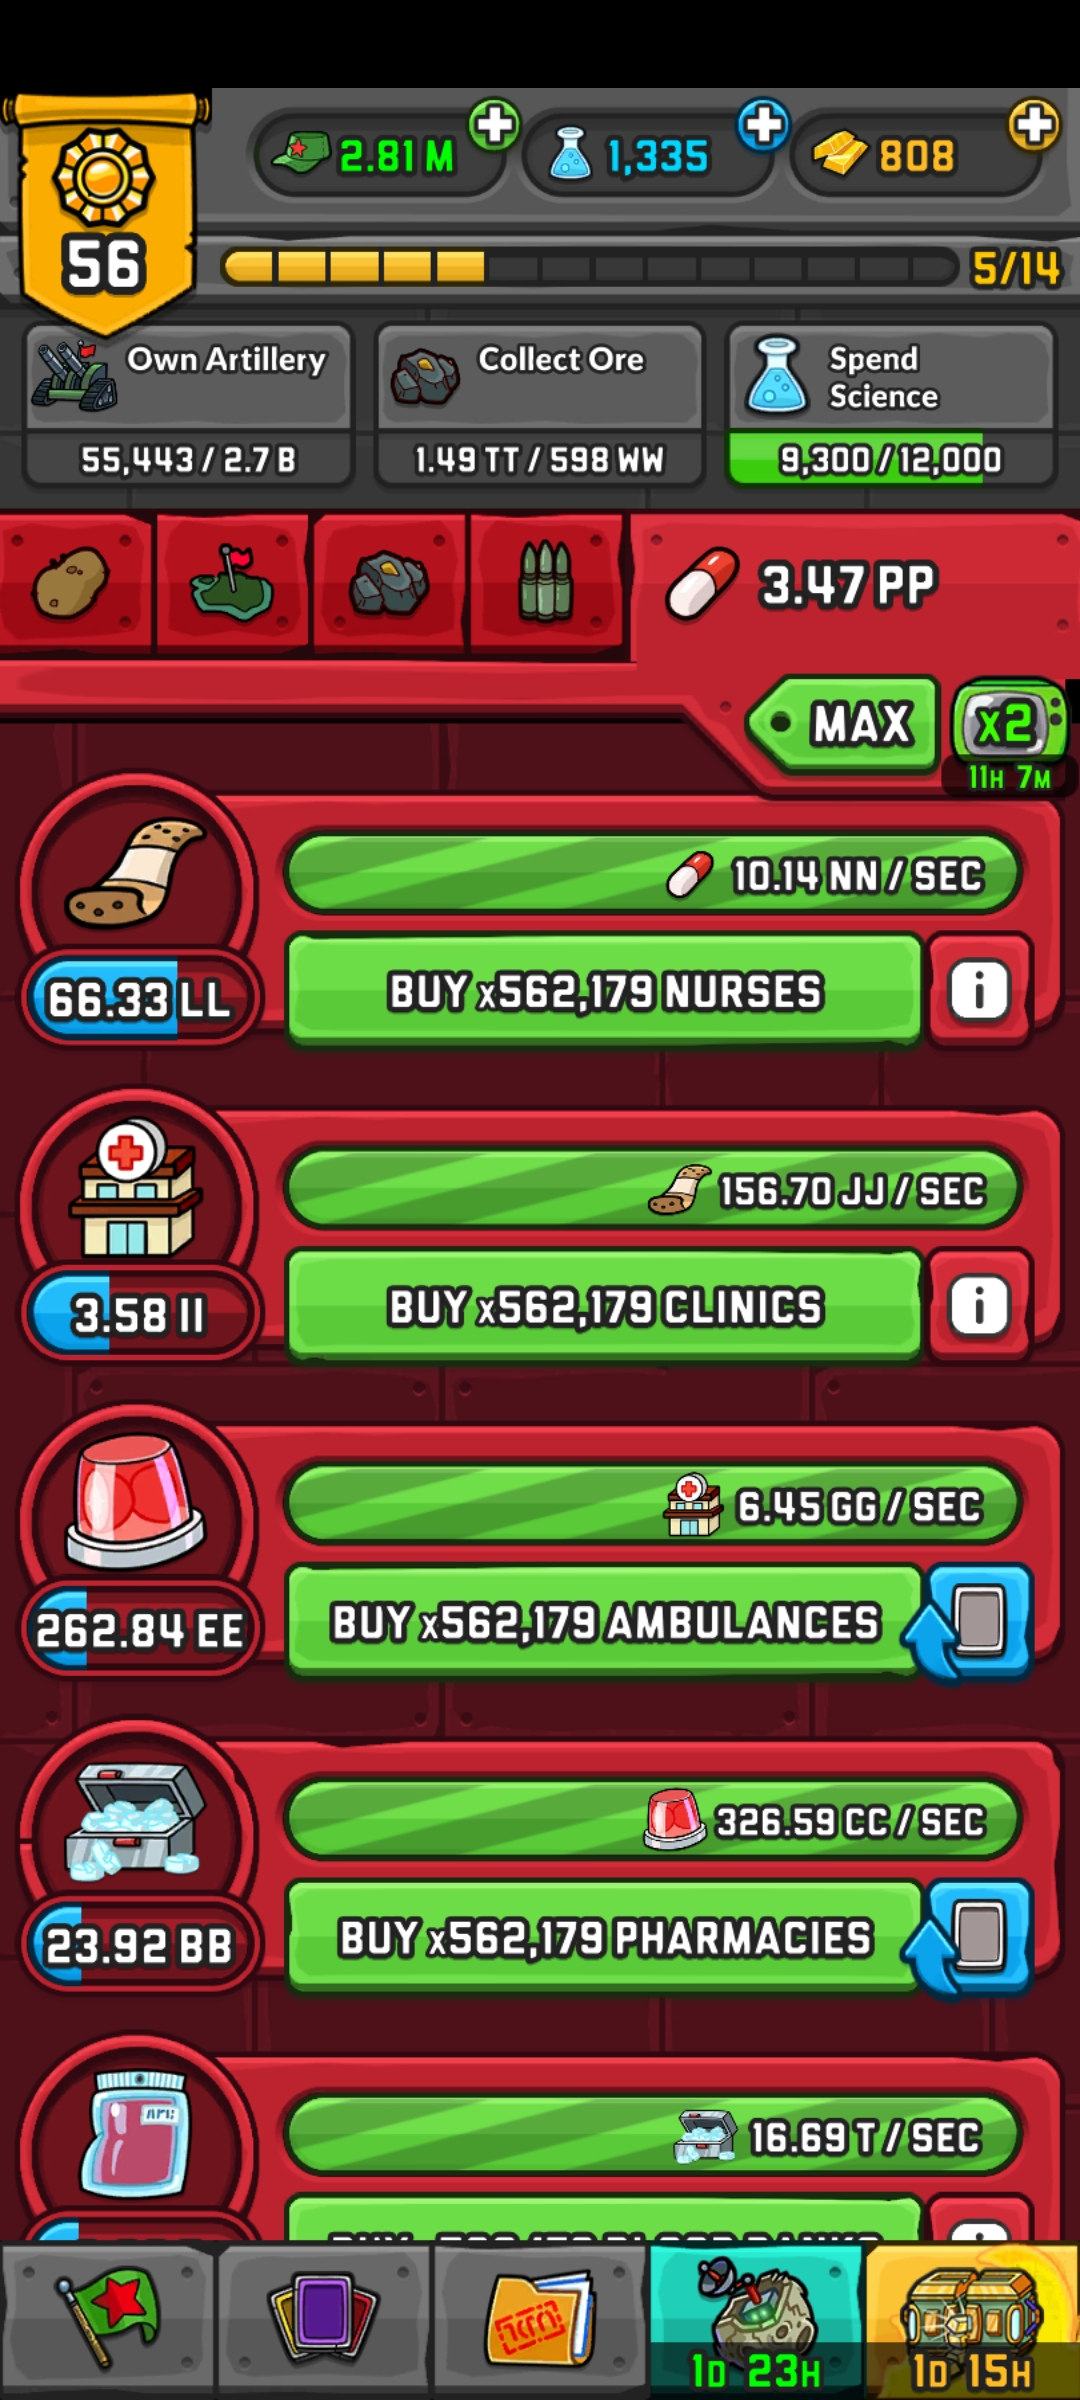 2.81 M
1,335
808
56
5/14
Own Artillery
55,443 / 2.7 B
Collect Ore
1.49 TT / 598 WW
Spend
Science
9,300 / 12,000
3.47 PP
MAX
x2
11H 7M
10.14 NN / SEC
66.33 LL
BUY x562,179 NURSES
i
156.70 JJ / SEC
3.58 II
BUY x562,179 CLINICS
i
6.45 GG / SEC
262.84 EE
BUY x562,179 AMBULANCES
326.59 CC / SEC
23.92 BB
BUY x562,179 PHARMACIES
16.69 T / SEC
1D 23H
1D 15H